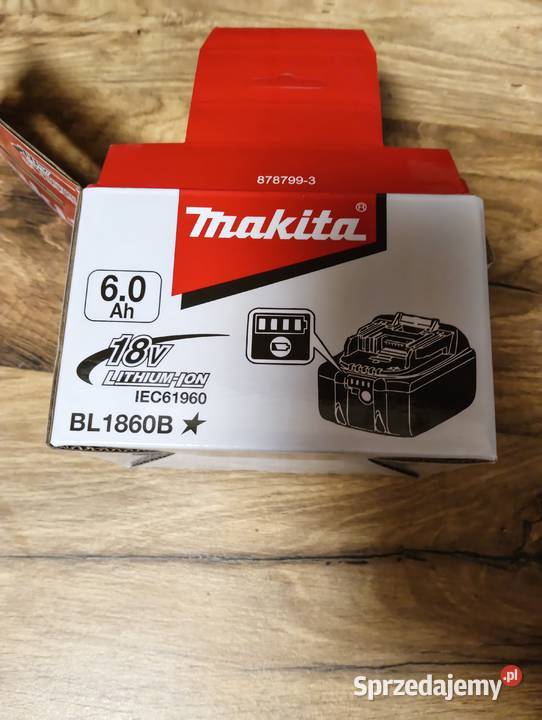 878799-3
makita®
6.0
Ah
18V
LITHIUM-ION
IEC61960
BL1860B ★
Sprzedajemy.pl